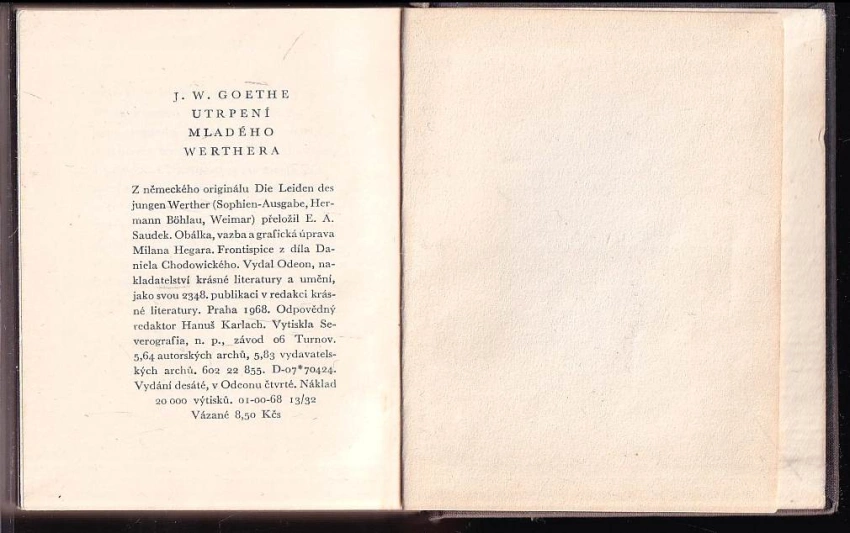 J. W. GOETHE
UTRPENÍ
MLADÉHO
WERTHERA
Z německého originálu Die Leiden des
jungen Werther (Sophien-Ausgabe, Her-
mann Böhlau, Weimar) přeložil E. A.
Saudek. Obálka, vazba a grafická úprava
Milana Hegara. Frontispice z díla Da-
niela Chodowického. Vydal Odeon, na-
kladatelství krásné literatury a umění,
jako svou 2348. publikaci v redakci krás-
né literatury. Praha 1968. Odpovědný
redaktor Hanuš Karlach. Vytiskla Se-
verografia, n. p., závod 06 Turnov.
5,64 autorských archů, 5,83 vydavatels-
kých archů. 602 22 855. D-07*70424.
Vydání desáté, v Odeonu čtvrté. Náklad
20 000 výtisků. 01-00-68 13/32
Vázané 8,50 Kčs